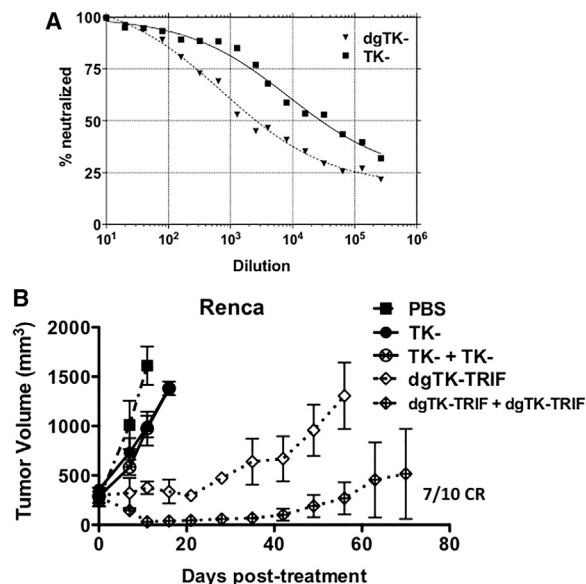 A
100
75
50
25
0
% neutralized
10¹ 10² 10³ 10⁴ 10⁵ 10⁶
Dilution
dgTK-
TK-
B
Renca
2000
1500
1000
500
0
Tumor Volume (mm³)
0 20 40 60 80
Days post-treatment
PBS
TK-
TK- + TK-
dgTK-TRIF
dgTK-TRIF + dgTK-TRIF
7/10 CR